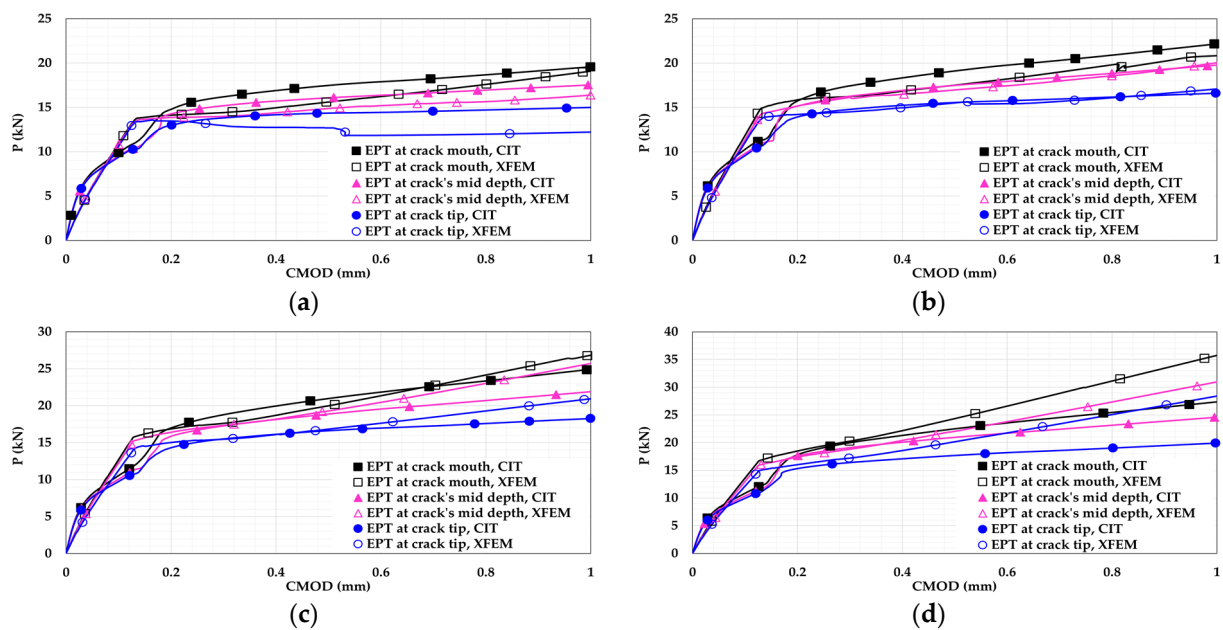 25
20
15
10
5
0
P (kN)
EPT at crack mouth, CIT
EPT at crack mouth, XFEM
EPT at crack's mid depth, CIT
EPT at crack's mid depth, XFEM
EPT at crack tip, CIT
EPT at crack tip, XFEM
0 0.2 0.4 0.6 0.8 1
CMOD (mm)
(a)
25
20
15
10
5
0
P (kN)
EPT at crack mouth, CIT
EPT at crack mouth, XFEM
EPT at crack's mid depth, CIT
EPT at crack's mid depth, XFEM
EPT at crack tip, CIT
EPT at crack tip, XFEM
0 0.2 0.4 0.6 0.8 1
CMOD (mm)
(b)
30
25
20
15
10
5
0
P (kN)
EPT at crack mouth, CIT
EPT at crack mouth, XFEM
EPT at crack's mid depth, CIT
EPT at crack's mid depth, XFEM
EPT at crack tip, CIT
EPT at crack tip, XFEM
0 0.2 0.4 0.6 0.8 1
CMOD (mm)
(c)
40
35
30
25
20
15
10
5
0
P (kN)
EPT at crack mouth, CIT
EPT at crack mouth, XFEM
EPT at crack's mid depth, CIT
EPT at crack's mid depth, XFEM
EPT at crack tip, CIT
EPT at crack tip, XFEM
0 0.2 0.4 0.6 0.8 1
CMOD (mm)
(d)